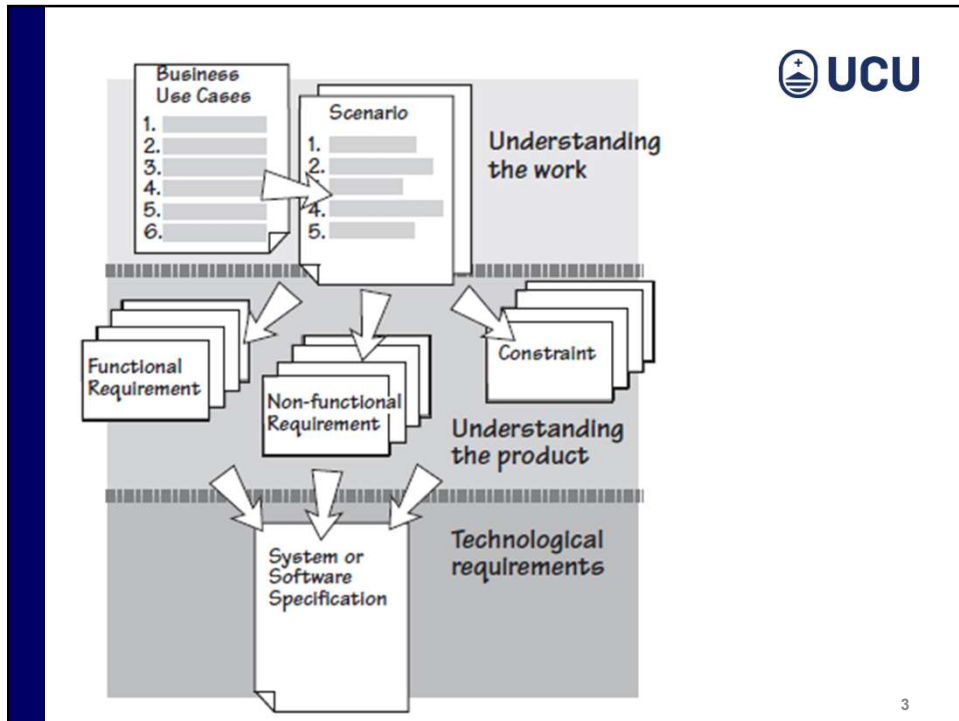 Business
Use Cases
1.
2.
3.
4.
5.
6.
Scenario
1.
2.
4.
5.
UCU
Understanding
the work
Functional
Requirement
Non-functional
Requirement
Constraint
Understanding
the product
System or
Software
Specification
Technological
requirements
3